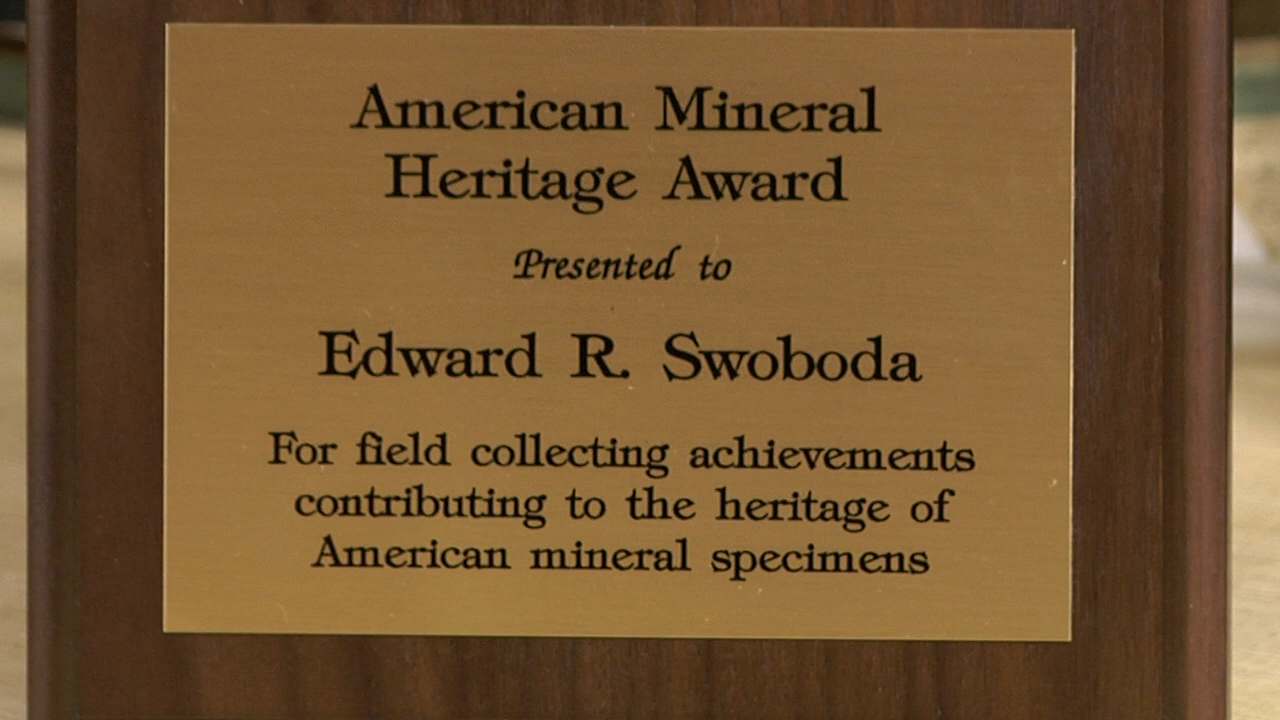 American Mineral
Heritage Award
Presented to
Edward R. Swoboda
For field collecting achievements
contributing to the heritage of
American mineral specimens